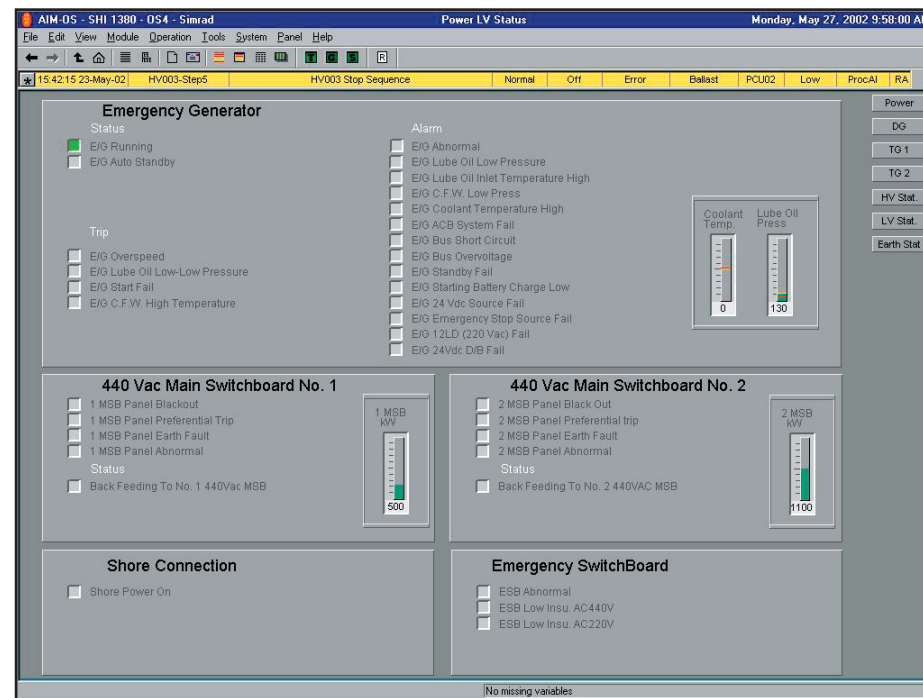 AIM-OS - SHI 1380 - OS4 - Simrad Power LV Status Monday, May 27, 2002 9:58:00
File Edit View Module Operation Tools System Panel Help
T C S R
* 15:42:15 23-May-02 HV003-Step5 HV003 Stop Sequence Normal Off Error Ballast PCU02 Low ProcAl RA
Power
DG
TG 1
TG 2
HV Stat.
LV Stat.
Earth Stat
Emergency Generator
Status
E/G Running
E/G Auto Standby
Trip
E/G Overspeed
E/G Lube Oil Low-Low Pressure
E/G Start Fail
E/G C.F.W. High Temperature
Alarm
E/G Abnormal
E/G Lube Oil Low Pressure
E/G Lube Oil Inlet Temperature High
E/G C.F.W. Low Press
E/G Coolant Temperature High
E/G ACB System Fail
E/G Bus Short Circuit
E/G Bus Overvoltage
E/G Standby Fail
E/G Starting Battery Charge Low
E/G 24 Vdc Source Fail
E/G Emergency Stop Source Fail
E/G 12LD (220 Vac) Fail
E/G 24Vdc D/B Fail
Coolant Lube Oil
Temp. Press
0 130
440 Vac Main Switchboard No. 1
1 MSB Panel Blackout
1 MSB Panel Preferential Trip
1 MSB Panel Earth Fault
1 MSB Panel Abnormal
Status
Back Feeding To No. 1 440Vac MSB
1 MSB
kW
500
440 Vac Main Switchboard No. 2
2 MSB Panel Black Out
2 MSB Panel Preferential trip
2 MSB Panel Earth Fault
2 MSB Panel Abnormal
Status
Back Feeding To No. 2 440VAC MSB
2 MSB
kW
1100
Shore Connection
Shore Power On
Emergency SwitchBoard
ESB Abnormal
ESB Low Insu. AC440V
ESB Low Insu. AC220V
No missing variables